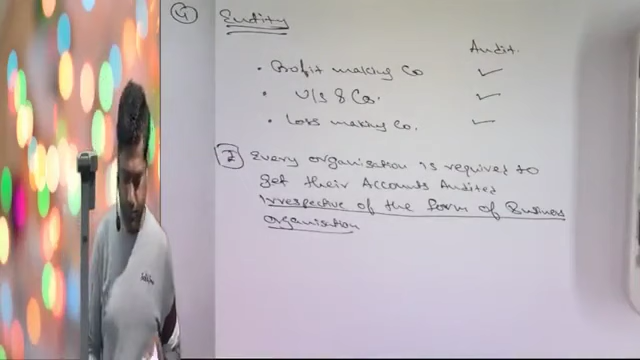 4 Entity
Audit.
• Profit making Co ✓
• U/s 8 Co. ✓
• Loss making Co. ✓
I Every organisation is required to
get their Accounts Audited
Irrespective of the form of Business
organisation